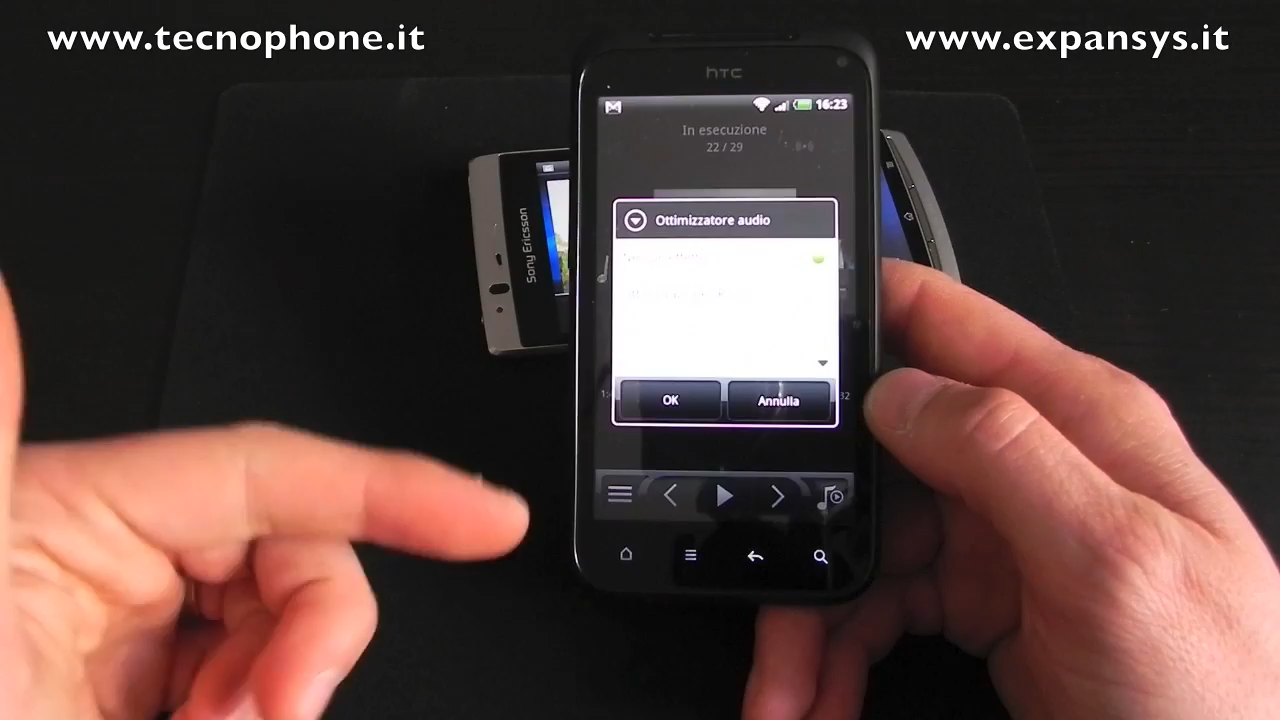 www.tecnophone.it
www.expansys.it
hTC
16:23
In esecuzione
22 / 29
Ottimizzatore audio
OK
Annulla
Sony Ericsson